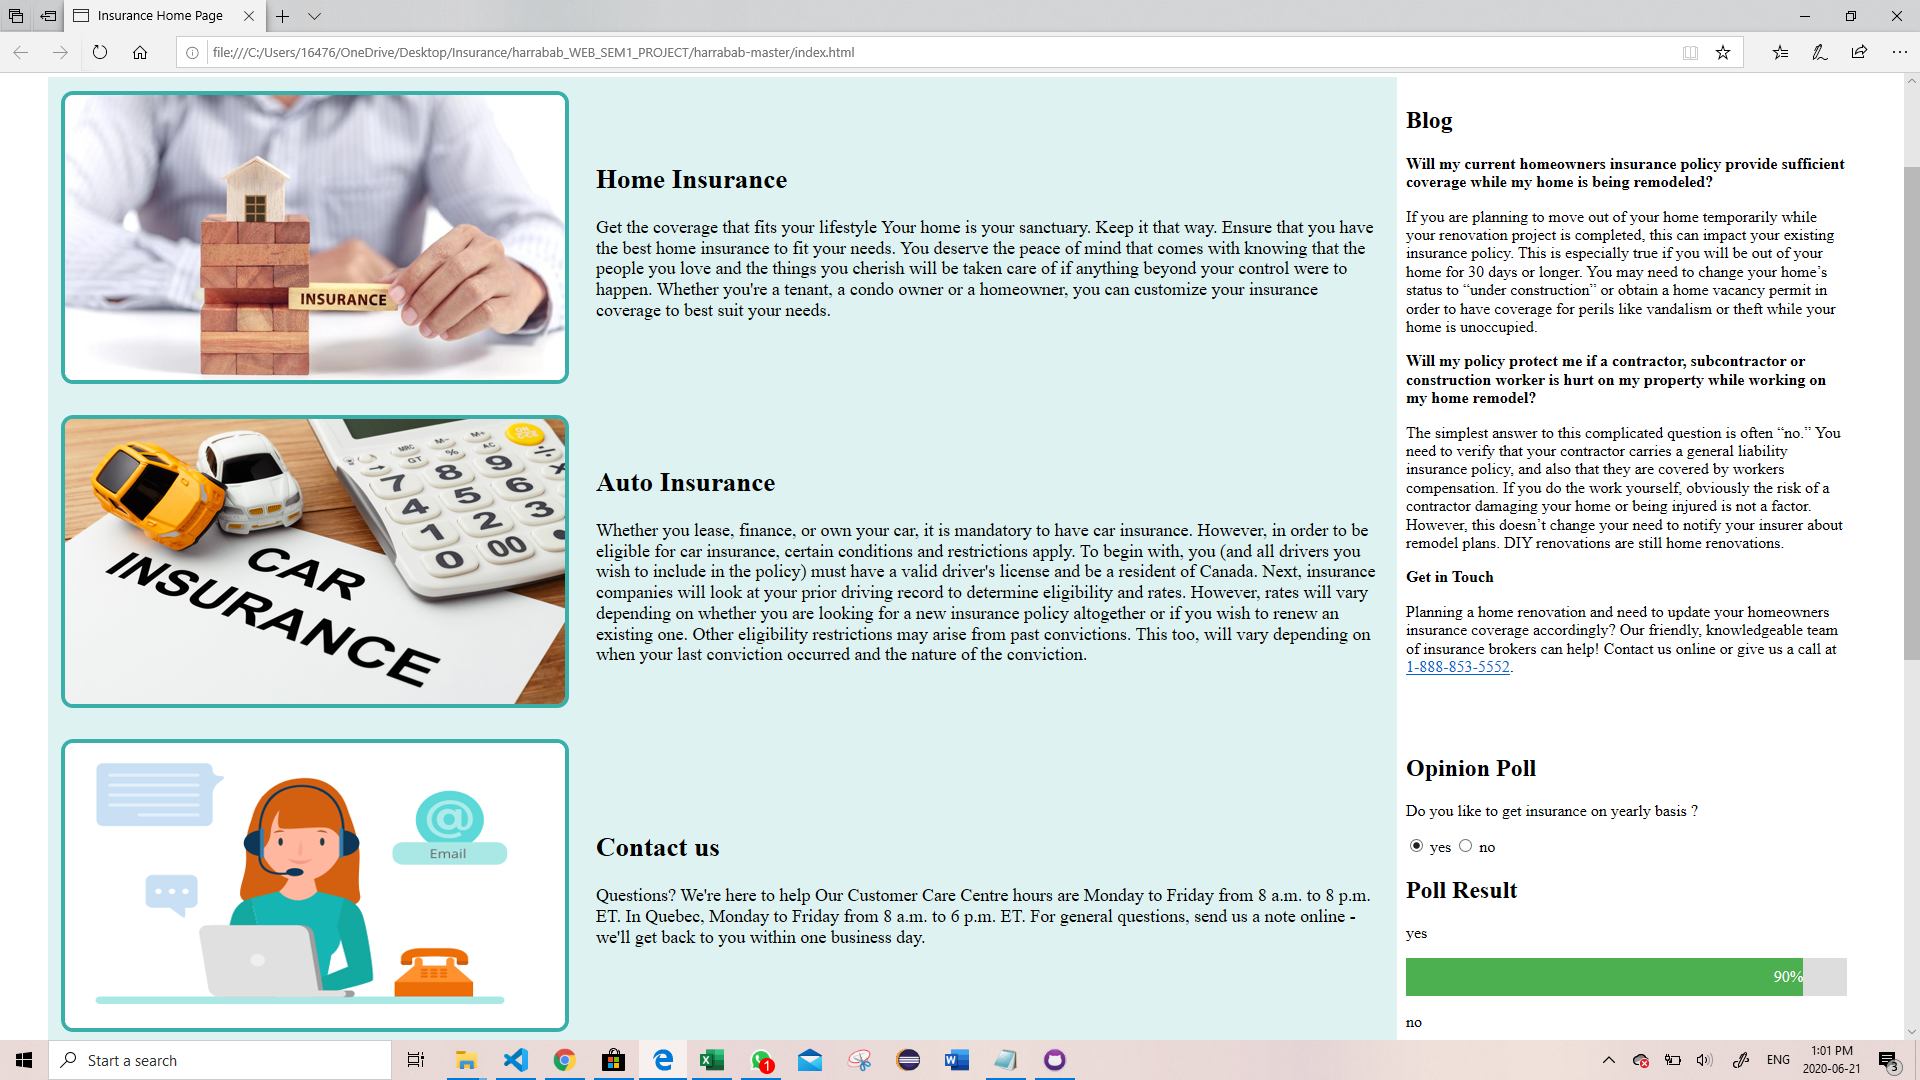 Insurance Home Page
file:///C:/Users/16476/OneDrive/Desktop/Insurance/harrabab_WEB_SEM1_PROJECT/harrabab-master/index.html
INSURANCE
Home Insurance
Get the coverage that fits your lifestyle Your home is your sanctuary. Keep it that way. Ensure that you have
the best home insurance to fit your needs. You deserve the peace of mind that comes with knowing that the
people you love and the things you cherish will be taken care of if anything beyond your control were to
happen. Whether you're a tenant, a condo owner or a homeowner, you can customize your insurance
coverage to best suit your needs.
MRC M- M+ ON C·CE
GT % AC ÷
7 8 9 ×
4 5 6 -
1 2 3
0 00
CAR
INSURANCE
Auto Insurance
Whether you lease, finance, or own your car, it is mandatory to have car insurance. However, in order to be
eligible for car insurance, certain conditions and restrictions apply. To begin with, you (and all drivers you
wish to include in the policy) must have a valid driver's license and be a resident of Canada. Next, insurance
companies will look at your prior driving record to determine eligibility and rates. However, rates will vary
depending on whether you are looking for a new insurance policy altogether or if you wish to renew an
existing one. Other eligibility restrictions may arise from past convictions. This too, will vary depending on
when your last conviction occurred and the nature of the conviction.
@
Email
Contact us
Questions? We're here to help Our Customer Care Centre hours are Monday to Friday from 8 a.m. to 8 p.m.
ET. In Quebec, Monday to Friday from 8 a.m. to 6 p.m. ET. For general questions, send us a note online -
we'll get back to you within one business day.
Blog
Will my current homeowners insurance policy provide sufficient
coverage while my home is being remodeled?
If you are planning to move out of your home temporarily while
your renovation project is completed, this can impact your existing
insurance policy. This is especially true if you will be out of your
home for 30 days or longer. You may need to change your home’s
status to “under construction” or obtain a home vacancy permit in
order to have coverage for perils like vandalism or theft while your
home is unoccupied.
Will my policy protect me if a contractor, subcontractor or
construction worker is hurt on my property while working on
my home remodel?
The simplest answer to this complicated question is often “no.” You
need to verify that your contractor carries a general liability
insurance policy, and also that they are covered by workers
compensation. If you do the work yourself, obviously the risk of a
contractor damaging your home or being injured is not a factor.
However, this doesn’t change your need to notify your insurer about
remodel plans. DIY renovations are still home renovations.
Get in Touch
Planning a home renovation and need to update your homeowners
insurance coverage accordingly? Our friendly, knowledgeable team
of insurance brokers can help! Contact us online or give us a call at
1-888-853-5552.
Opinion Poll
Do you like to get insurance on yearly basis ?
yes no
Poll Result
yes
90%
no
Start a search
1
ENG
1:01 PM
2020-06-21
3